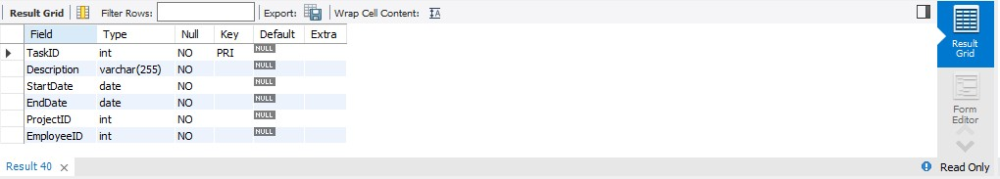 Result Grid Filter Rows: Export: Wrap Cell Content: IA
Field Type Null Key Default Extra
TaskID int NO PRI NULL
Description varchar(255) NO NULL
StartDate date NO NULL
EndDate date NO NULL
ProjectID int NO NULL
EmployeeID int NO NULL
Result
Grid
Form
Editor
Result 40 × Read Only